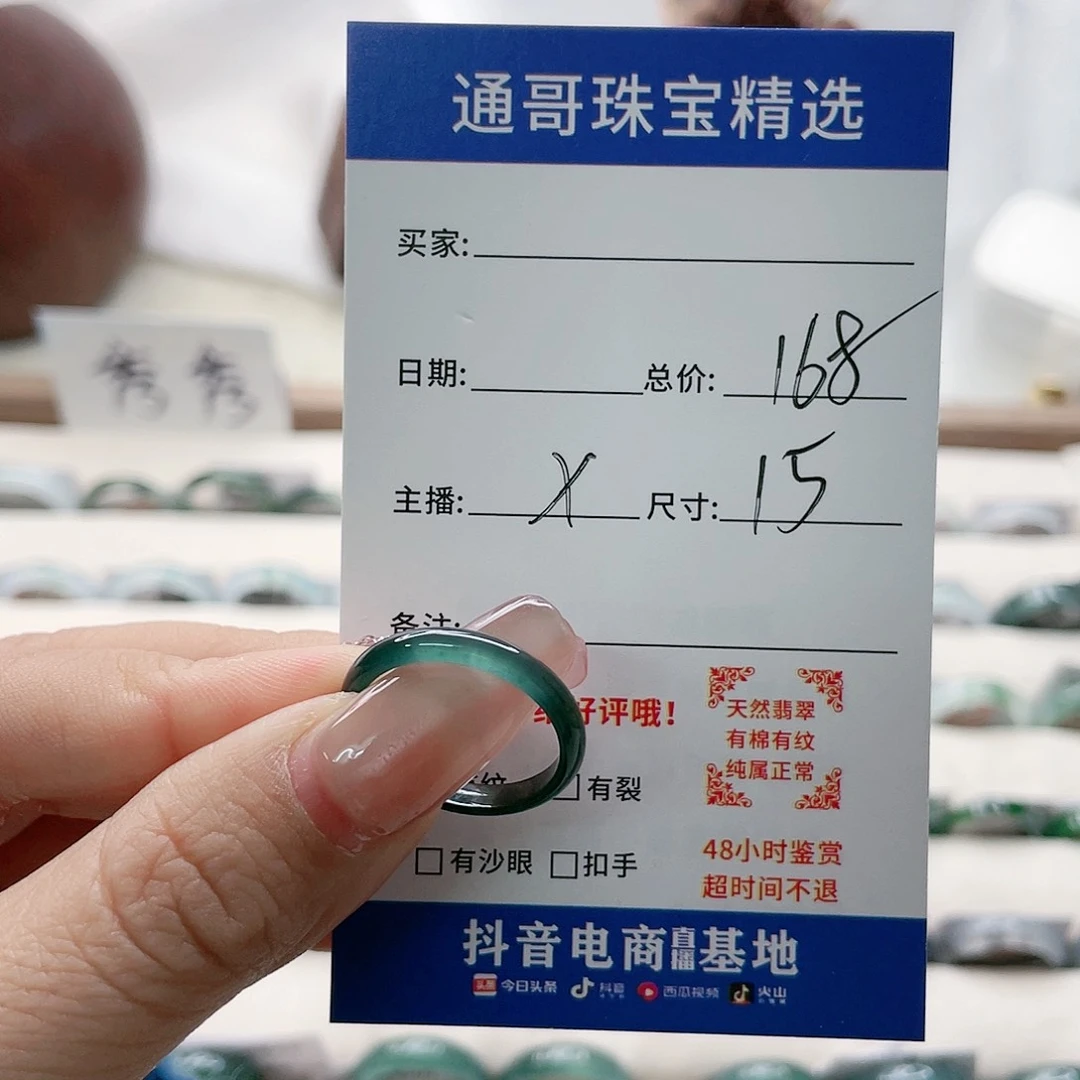 通哥珠宝精选
买家:
日期: 总价: 168
主播: X 尺寸: 15
备注:
好评哦!
天然翡翠
有棉有纹
纯属正常
纹 有裂
有沙眼 扣手
48小时鉴赏
超时间不退
抖音电商直播基地
今日头条 抖音 西瓜视频 火山
秀秀